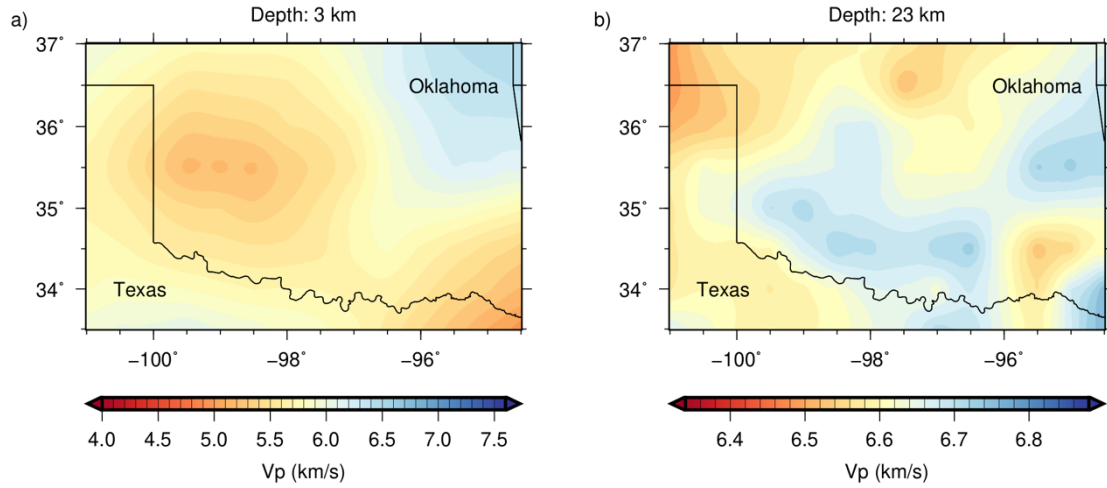 a) Depth: 3 km
37°
36°
35°
34°
Oklahoma
Texas
−100° −98° −96°
4.0 4.5 5.0 5.5 6.0 6.5 7.0 7.5
Vp (km/s)
b) Depth: 23 km
37°
36°
35°
34°
Oklahoma
Texas
−100° −98° −96°
6.4 6.5 6.6 6.7 6.8
Vp (km/s)